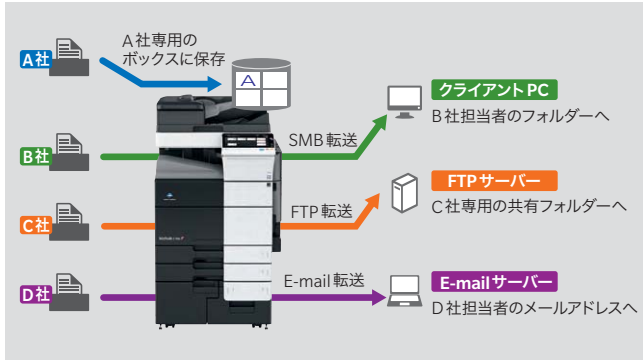 A社
A社専用の
ボックスに保存
A
B社
SMB転送
クライアントPC
B社担当者のフォルダーへ
C社
FTP転送
FTPサーバー
C社専用の共有フォルダーへ
D社
E-mail転送
E-mailサーバー
D社担当者のメールアドレスへ